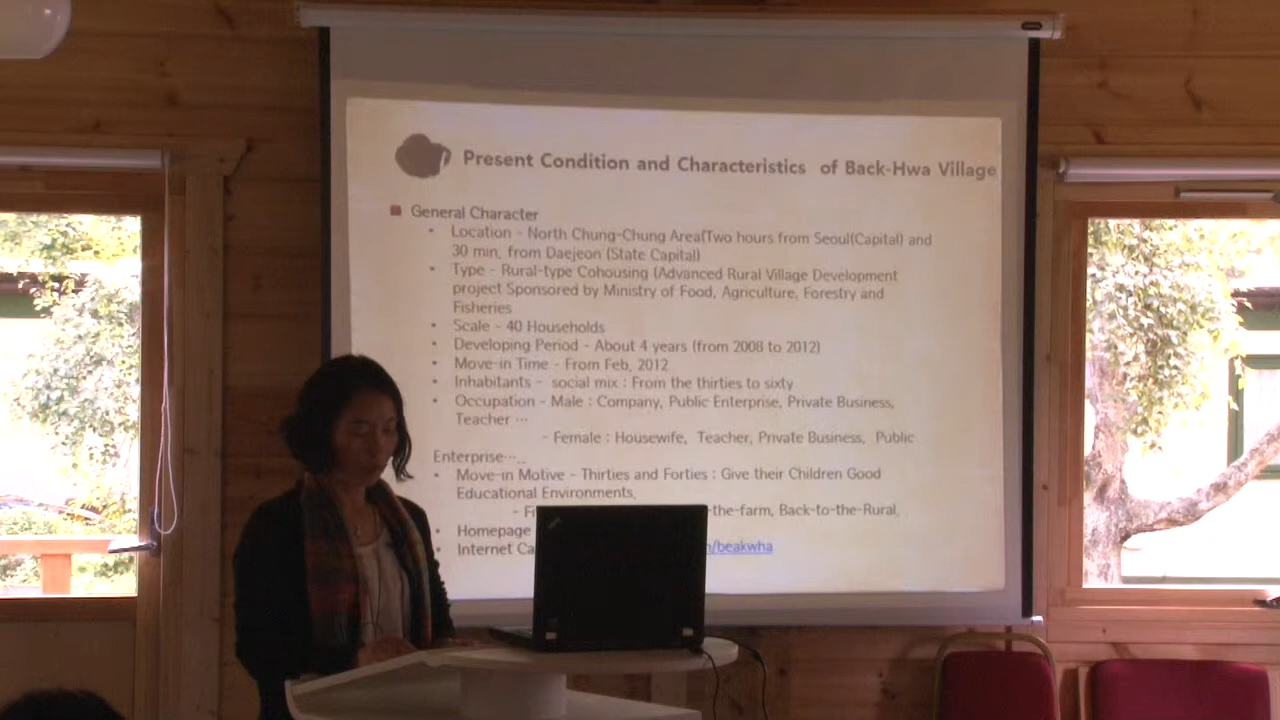 Present Condition and Characteristics of Back-Hwa Village
General Character
• Location - North Chung-Chung Area(Two hours from Seoul(Capital) and
30 min. from Daejeon (State Capital)
• Type - Rural-type Cohousing (Advanced Rural Village Development
project Sponsored by Ministry of Food, Agriculture, Forestry and
Fisheries
• Scale - 40 Households
• Developing Period - About 4 years (from 2008 to 2012)
• Move-in Time - From Feb. 2012
• Inhabitants - social mix : From the thirties to sixty
• Occupation - Male : Company, Public Enterprise, Private Business,
Teacher ...
- Female : Housewife, Teacher, Private Business, Public
Enterprise.....
• Move-in Motive - Thirties and Forties : Give their Children Good
Educational Environments.
-the-farm, Back-to-the-Rural.
• Homepage
• Internet
/beakwha